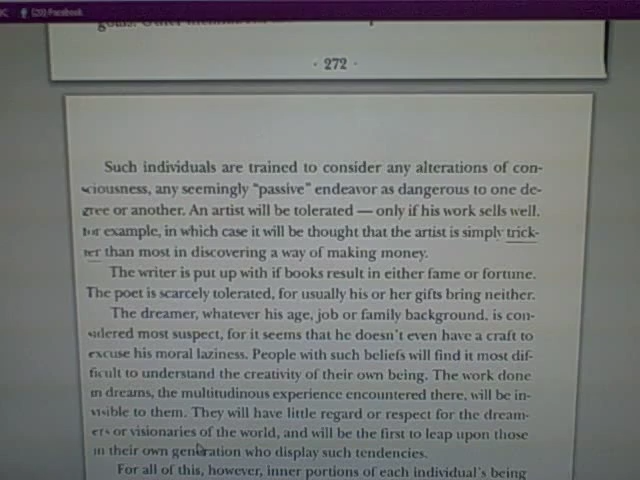 (20) Facebook
· 272 ·
Such individuals are trained to consider any alterations of con-
sciousness, any seemingly “passive” endeavor as dangerous to one de-
gree or another. An artist will be tolerated — only if his work sells well,
for example, in which case it will be thought that the artist is simply trick-
ier than most in discovering a way of making money.
The writer is put up with if books result in either fame or fortune.
The poet is scarcely tolerated, for usually his or her gifts bring neither.
The dreamer, whatever his age, job or family background, is con-
sidered most suspect, for it seems that he doesn't even have a craft to
excuse his moral laziness. People with such beliefs will find it most dif-
ficult to understand the creativity of their own being. The work done
in dreams, the multitudinous experience encountered there, will be in-
visible to them. They will have little regard or respect for the dream-
ers or visionaries of the world, and will be the first to leap upon those
in their own generation who display such tendencies.
For all of this, however, inner portions of each individual's being